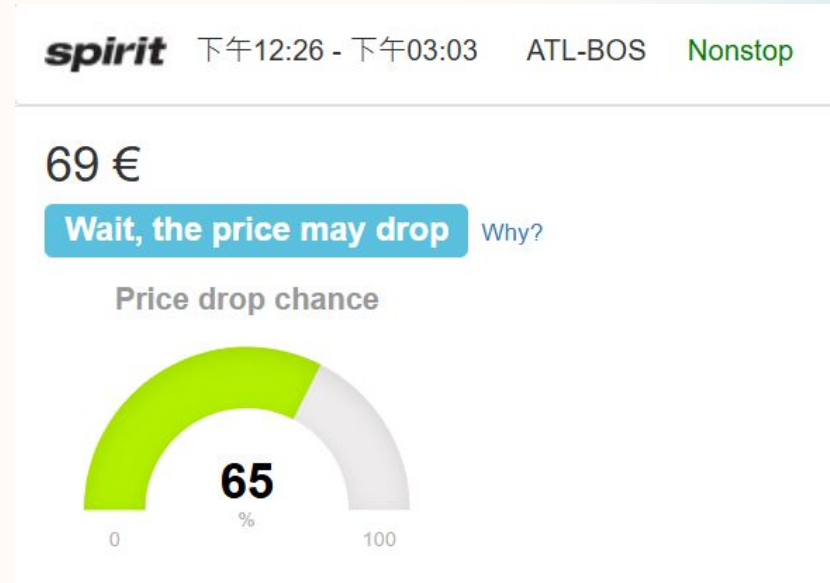 spirit 下午12:26 - 下午03:03 ATL-BOS Nonstop
69 €
Wait, the price may drop Why?
Price drop chance
65
%
0 100